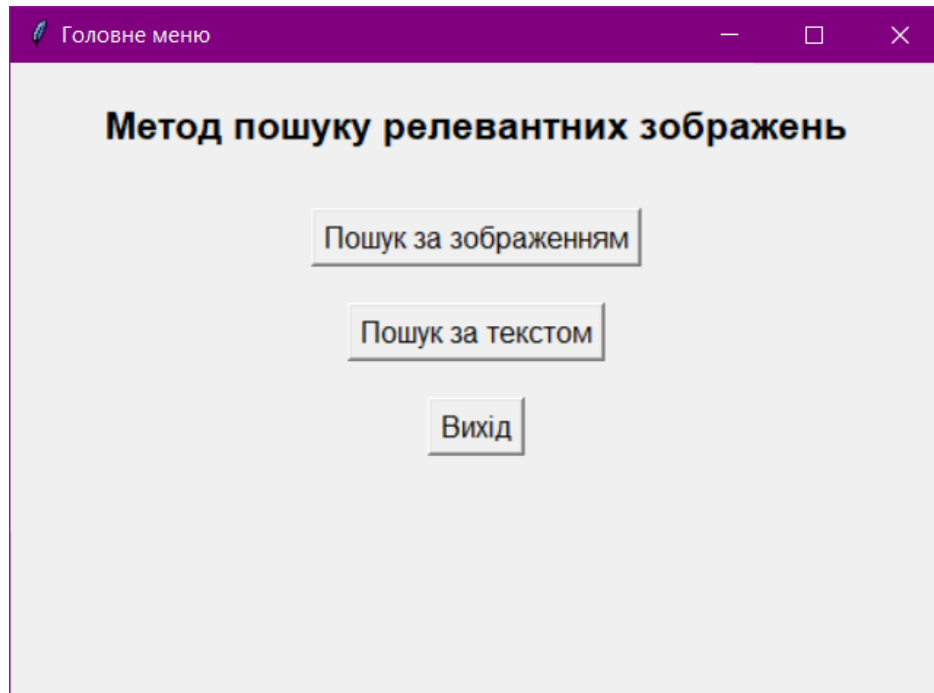 Головне меню
Метод пошуку релевантних зображень
Пошук за зображенням
Пошук за текстом
Вихід